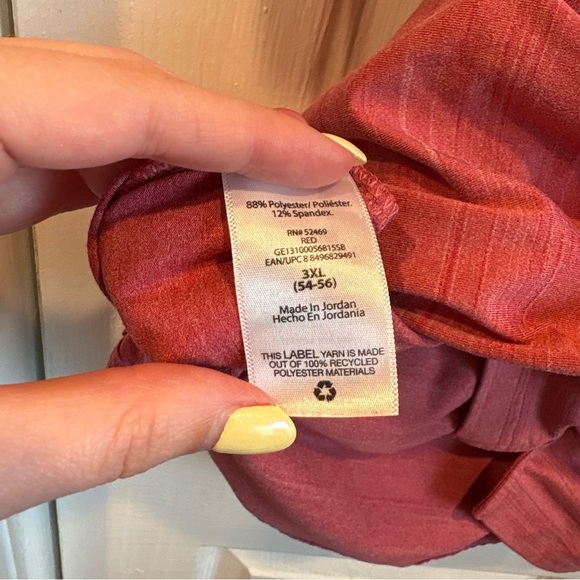 88% Polyester/ Poliéster.
12% Spandex.
RN# 52469
RED
GE1310005681558
EAN/UPC B 8496829491
3XL
(54-56)
Made In Jordan
Hecho En Jordania
THIS LABEL YARN IS MADE
OUT OF 100% RECYCLED
POLYESTER MATERIALS